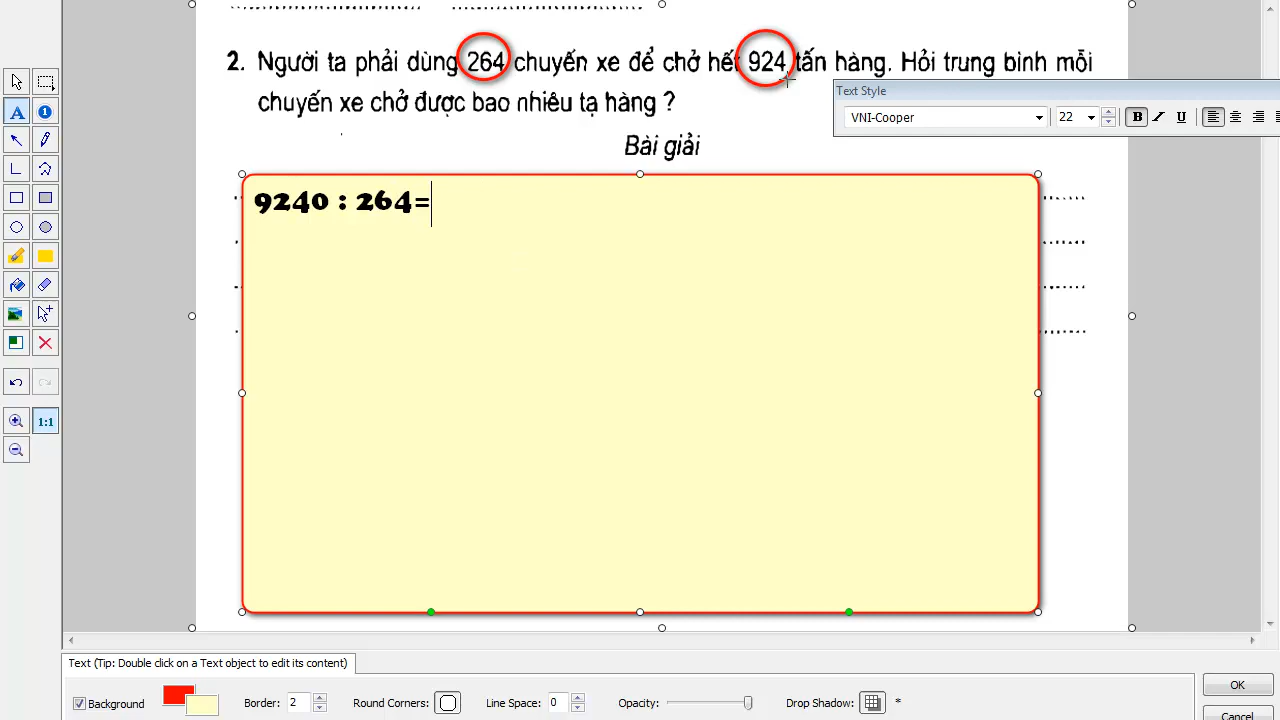 2. Người ta phải dùng 264 chuyến xe để chở hết 924 tấn hàng. Hỏi trung bình mỗi
chuyến xe chở được bao nhiêu tạ hàng ?
Text Style
VNI-Cooper
22
B
U
Bài giải
9240 : 264=
A
1
1:1
Text (Tip: Double click on a Text object to edit its content)
Background
Border: 2
Round Corners:
Line Space: 0
Opacity:
Drop Shadow:
*
OK
Cancel